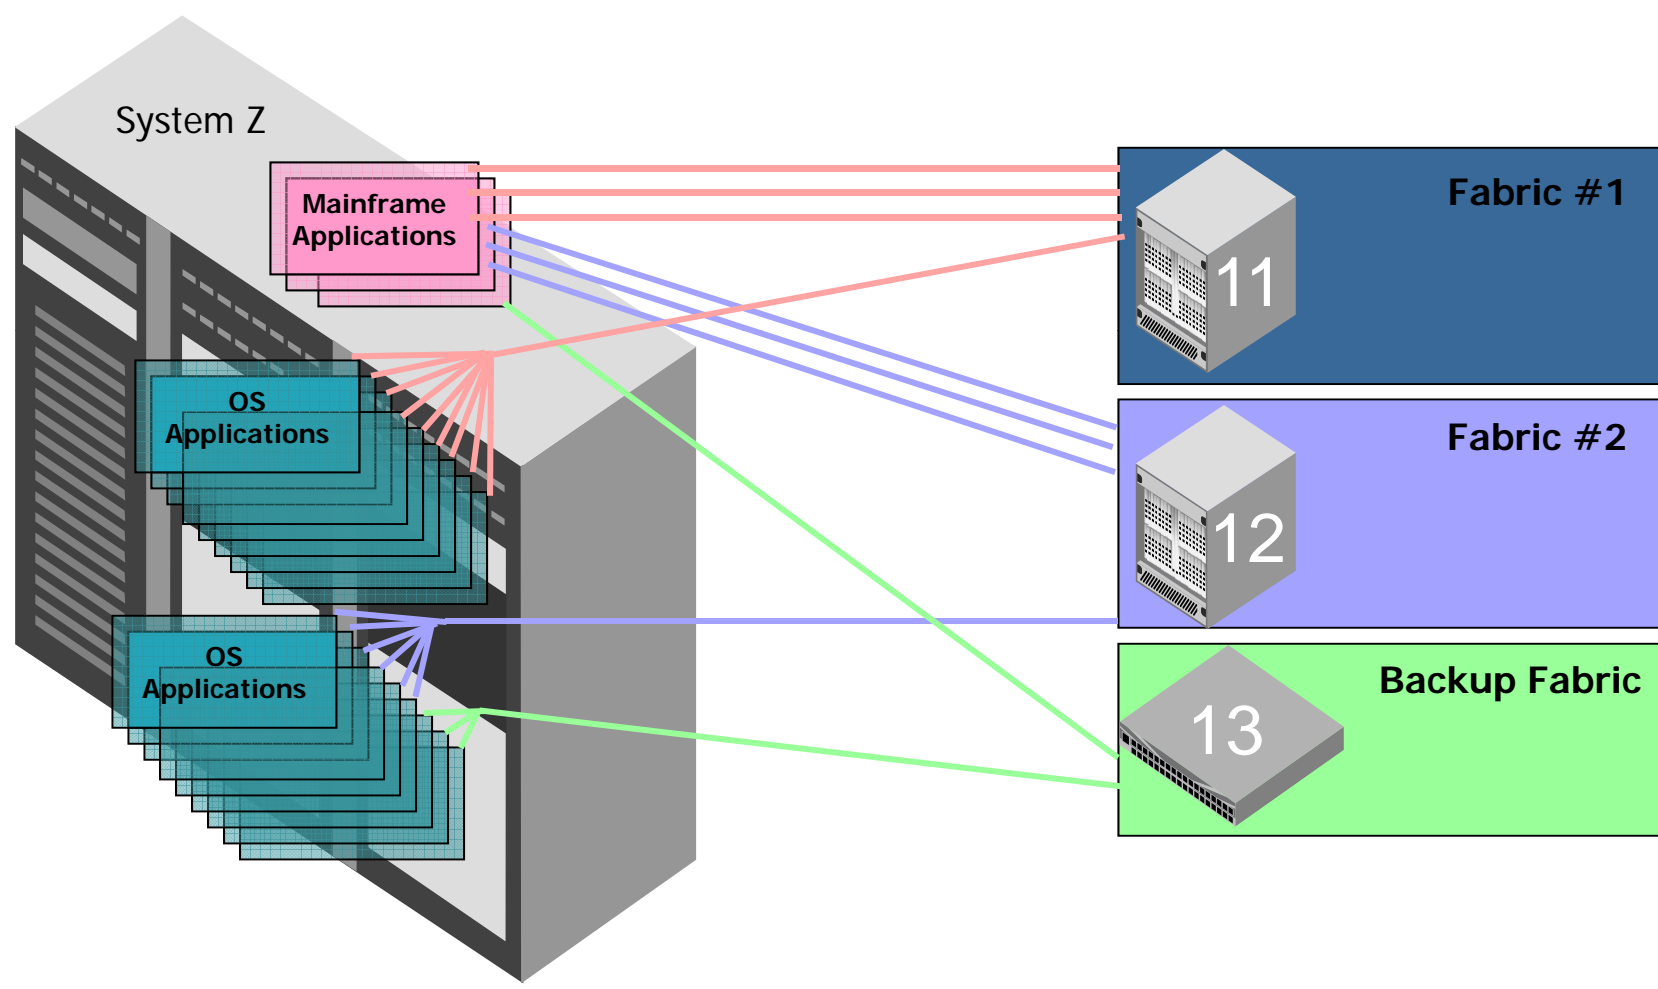 System Z
Mainframe
Applications
OS
Applications
OS
Applications
Fabric #1
11
Fabric #2
12
Backup Fabric
13